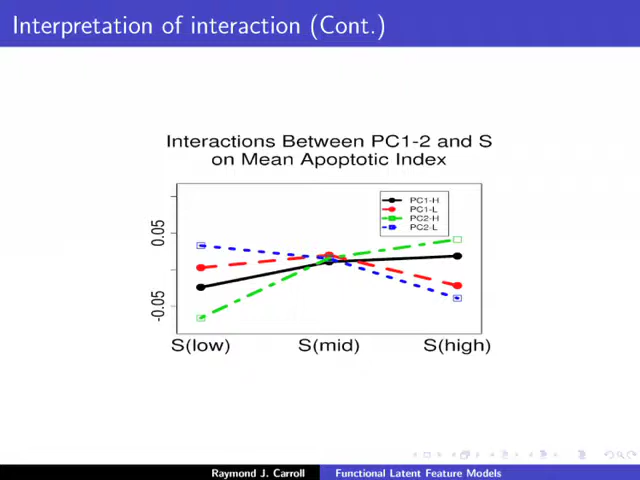 Interpretation of interaction (Cont.)
Interactions Between PC1-2 and S
on Mean Apoptotic Index
PC1-H
PC1-L
PC2-H
PC2-L
0.05
-0.05
S(low) S(mid) S(high)
Raymond J. Carroll Functional Latent Feature Models